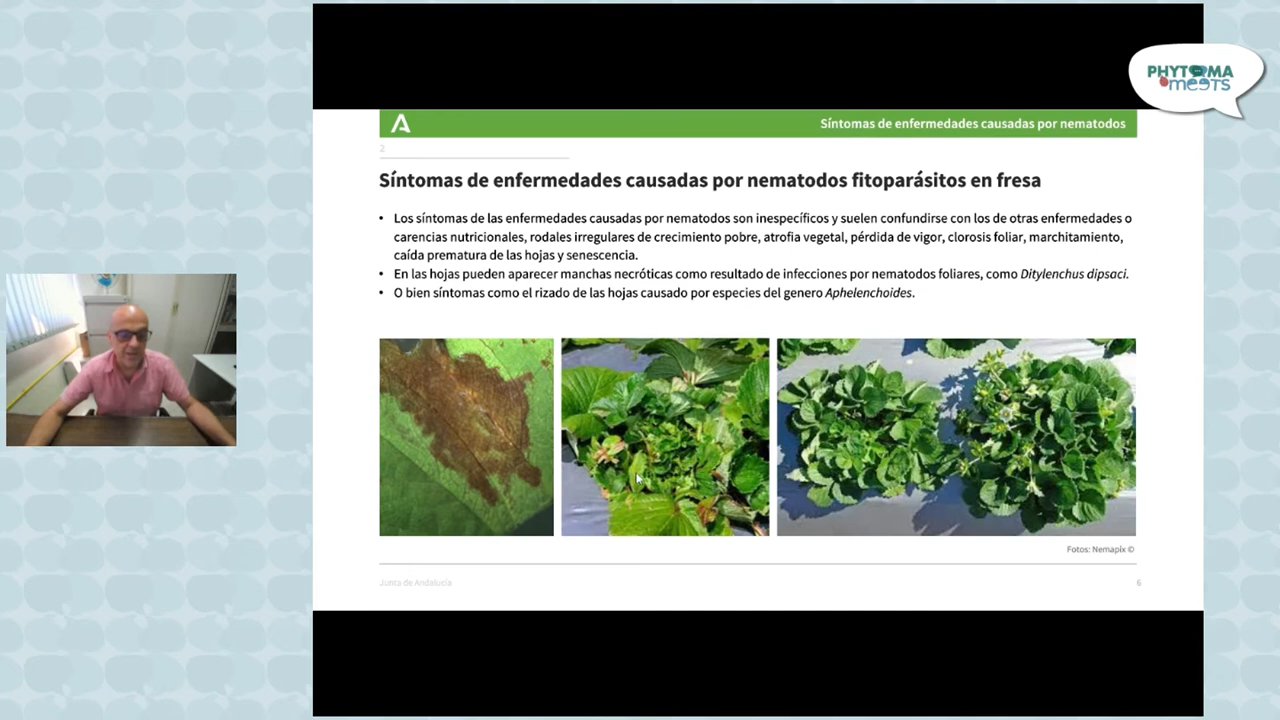 PHYTOMA
meets
Síntomas de enfermedades causadas por nematodos
2
Síntomas de enfermedades causadas por nematodos fitoparásitos en fresa
• Los síntomas de las enfermedades causadas por nematodos son inespecíficos y suelen confundirse con los de otras enfermedades o
carencias nutricionales, rodales irregulares de crecimiento pobre, atrofia vegetal, pérdida de vigor, clorosis foliar, marchitamiento,
caída prematura de las hojas y senescencia.
• En las hojas pueden aparecer manchas necróticas como resultado de infecciones por nematodos foliares, como Ditylenchus dipsaci.
• O bien síntomas como el rizado de las hojas causado por especies del genero Aphelenchoides.
Fotos: Nemapix ©
Junta de Andalucía
6